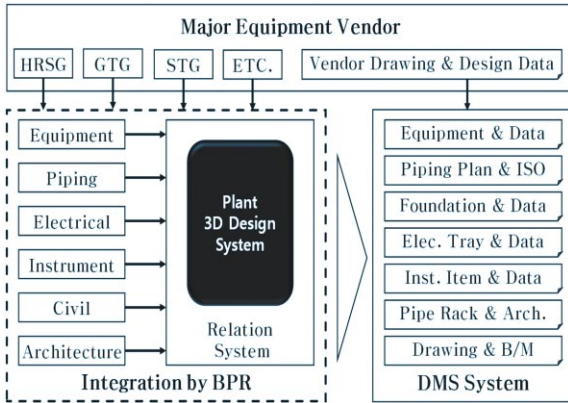 Major Equipment Vendor
HRSG GTG STG ETC. Vendor Drawing & Design Data
Equipment
Piping
Electrical
Instrument
Civil
Architecture
Plant
3D Design
System
Relation
System
Integration by BPR
Equipment & Data
Piping Plan & ISO
Foundation & Data
Elec. Tray & Data
Inst. Item & Data
Pipe Rack & Arch.
Drawing & B/M
DMS System